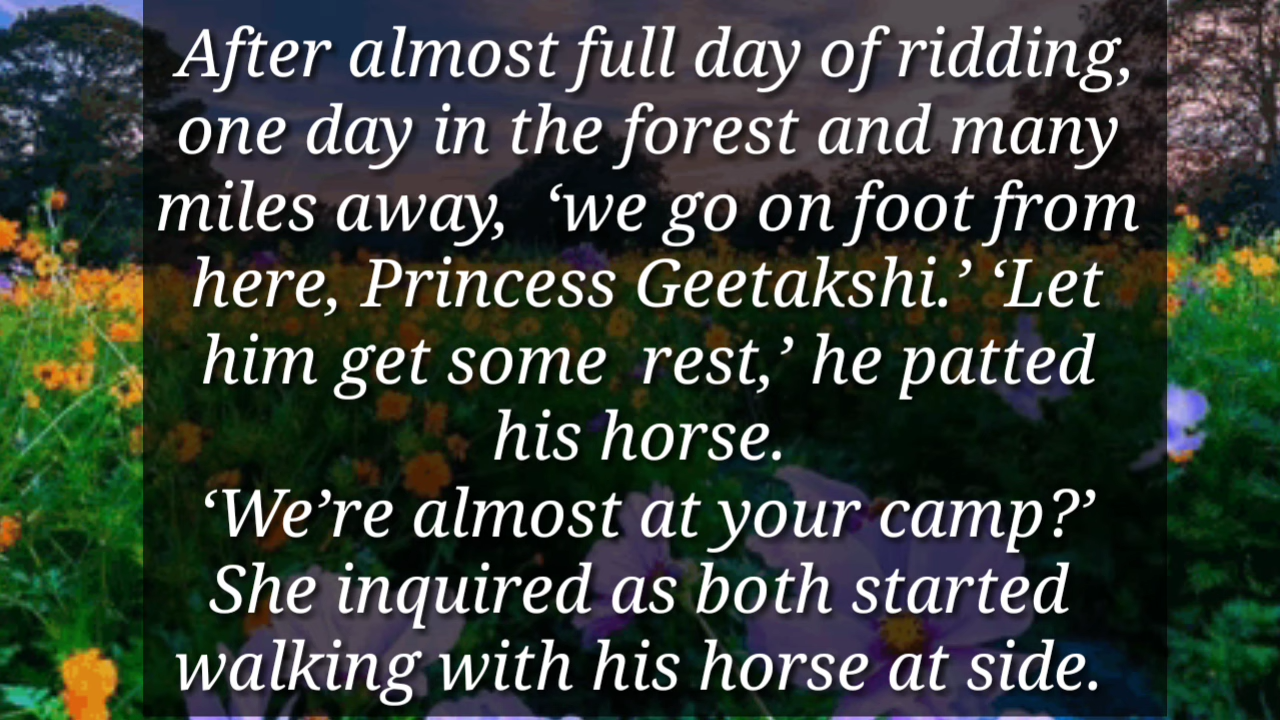 After almost full day of ridding,
one day in the forest and many
miles away,  ‘we go on foot from
here, Princess Geetakshi.’ ‘Let
him get some  rest,’ he patted
his horse.
‘We’re almost at your camp?’
She inquired as both started
walking with his horse at side.